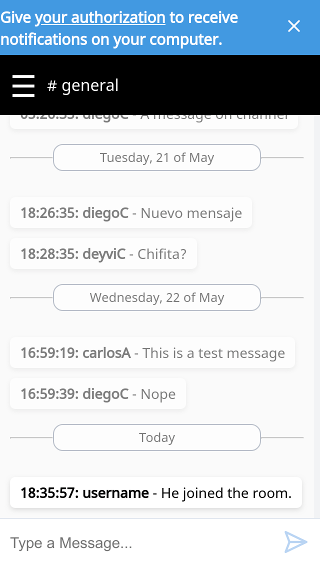 Give your authorization to receive
notifications on your computer.
# general
03:26:35: diegoC - A message on channel
Tuesday, 21 of May
18:26:35: diegoC - Nuevo mensaje
18:28:35: deyviC - Chifita?
Wednesday, 22 of May
16:59:19: carlosA - This is a test message
16:59:39: diegoC - Nope
Today
18:35:57: username - He joined the room.
Type a Message...